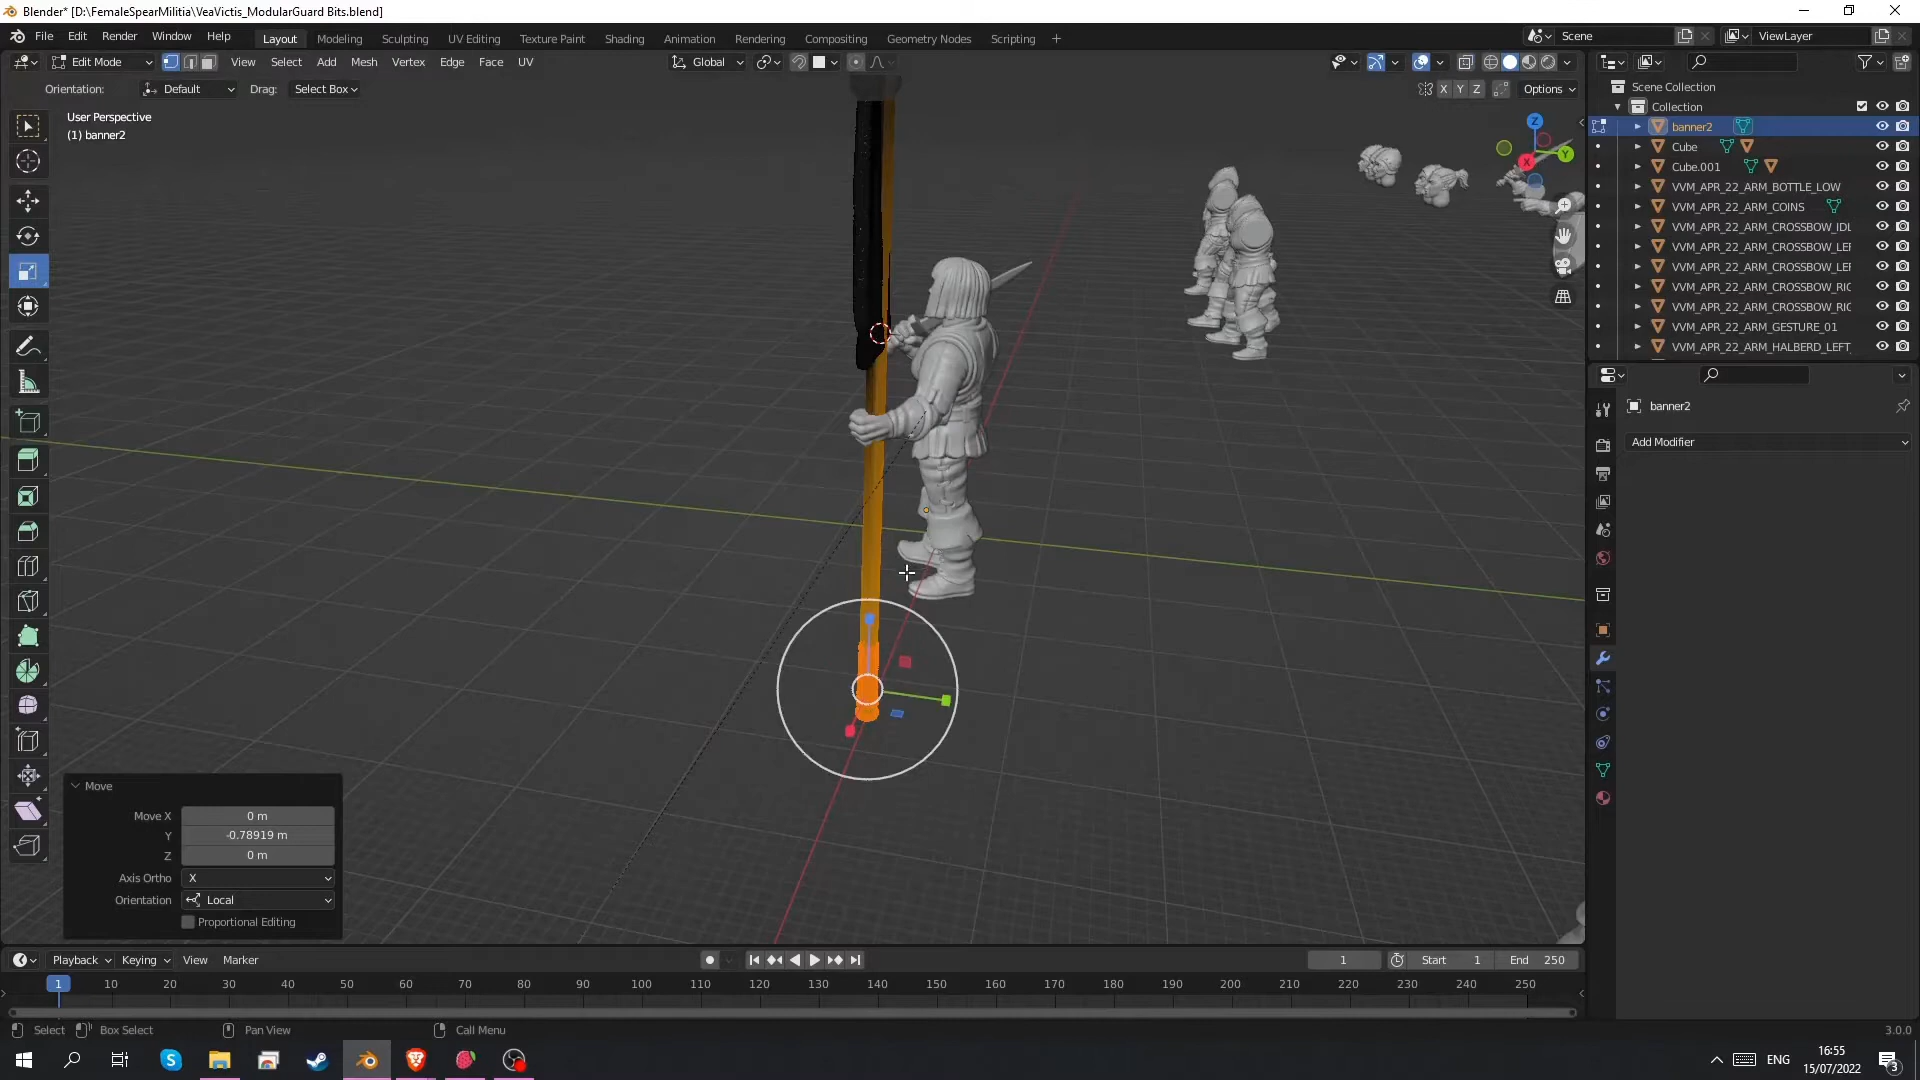 Blender* [D:\FemaleSpearMilitia\VeaVictis_ModularGuard Bits.blend]
File Edit Render Window Help Layout Modeling Sculpting UV Editing Texture Paint Shading Animation Rendering Compositing Geometry Nodes Scripting + Scene ViewLayer
Edit Mode View Select Add Mesh Vertex Edge Face UV Global
Orientation: Default Drag: Select Box X Y Z Options
User Perspective
(1) banner2
Z
Y
X
Scene Collection
Collection
banner2
Cube
Cube.001
VVM_APR_22_ARM_BOTTLE_LOW
VVM_APR_22_ARM_COINS
VVM_APR_22_ARM_CROSSBOW_IDL
VVM_APR_22_ARM_CROSSBOW_LEF
VVM_APR_22_ARM_CROSSBOW_LEF
VVM_APR_22_ARM_CROSSBOW_RIC
VVM_APR_22_ARM_CROSSBOW_RIC
VVM_APR_22_ARM_GESTURE_01
VVM_APR_22_ARM_HALBERD_LEFT_
banner2
Add Modifier
Move
Move X 0 m
Y -0.78919 m
Z 0 m
Axis Ortho X
Orientation Local
Proportional Editing
Playback Keying View Marker 1 Start 1 End 250
1 10 20 30 40 50 60 70 80 90 100 110 120 130 140 150 160 170 180 190 200 210 220 230 240 250
Select Box Select Pan View Call Menu 3.0.0
ENG 16:55
15/07/2022 3